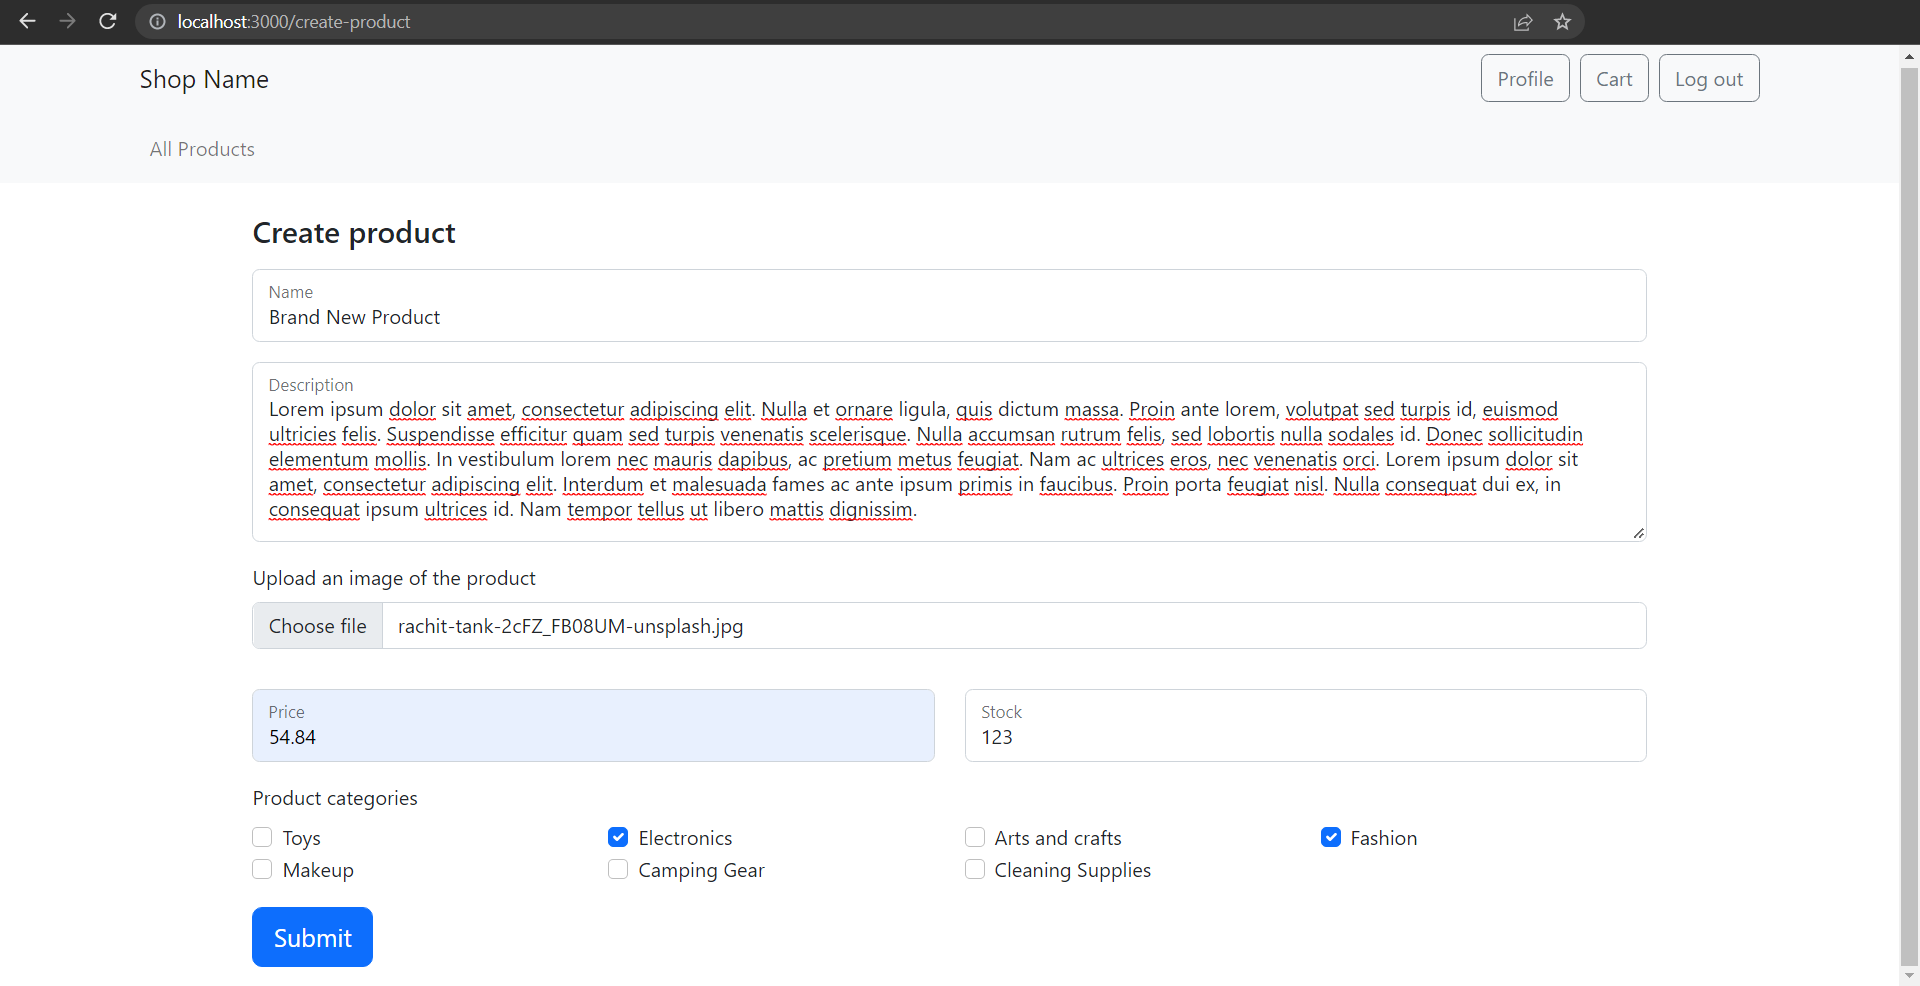 localhost:3000/create-product
Shop Name
Profile
Cart
Log out
All Products
Create product
Name
Brand New Product
Description
Lorem ipsum dolor sit amet, consectetur adipiscing elit. Nulla et ornare ligula, quis dictum massa. Proin ante lorem, volutpat sed turpis id, euismod
ultricies felis. Suspendisse efficitur quam sed turpis venenatis scelerisque. Nulla accumsan rutrum felis, sed lobortis nulla sodales id. Donec sollicitudin
elementum mollis. In vestibulum lorem nec mauris dapibus, ac pretium metus feugiat. Nam ac ultrices eros, nec venenatis orci. Lorem ipsum dolor sit
amet, consectetur adipiscing elit. Interdum et malesuada fames ac ante ipsum primis in faucibus. Proin porta feugiat nisl. Nulla consequat dui ex, in
consequat ipsum ultrices id. Nam tempor tellus ut libero mattis dignissim.
Upload an image of the product
Choose file rachit-tank-2cFZ_FB08UM-unsplash.jpg
Price
54.84
Stock
123
Product categories
Toys
Electronics
Arts and crafts
Fashion
Makeup
Camping Gear
Cleaning Supplies
Submit